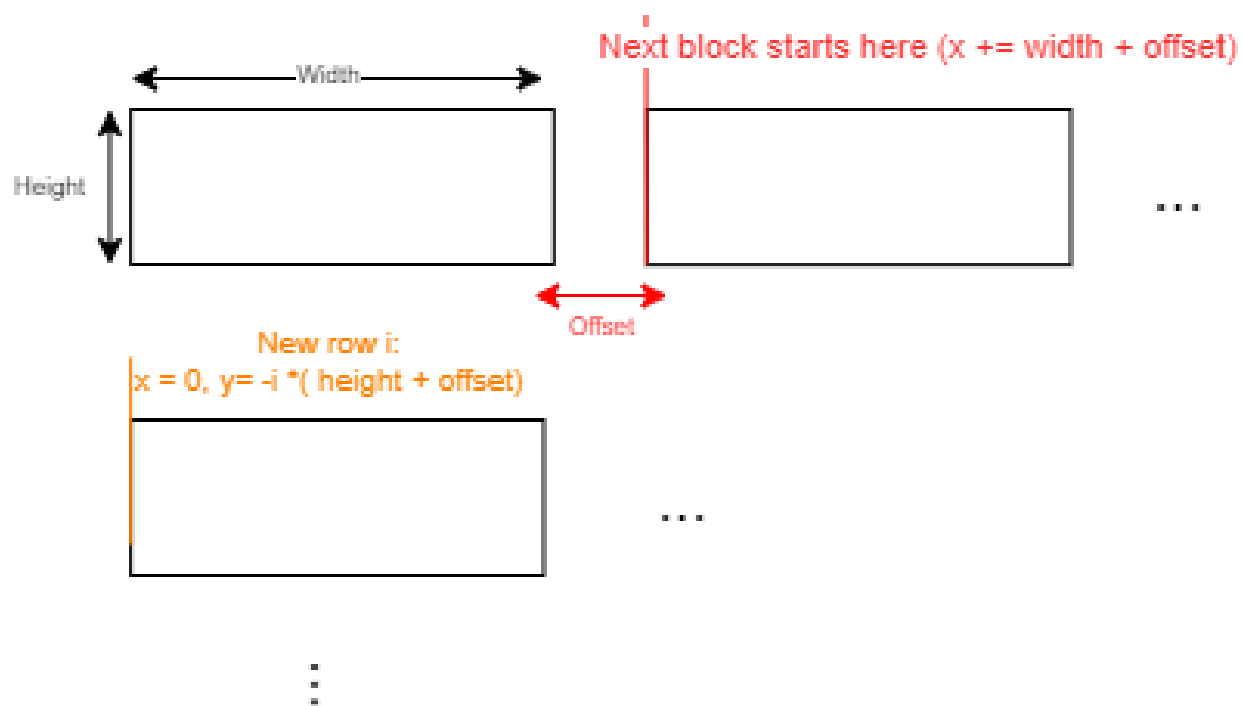 Next block starts here (x += width + offset)
Width
Height
...
Offset
New row i:
x = 0, y= -i *( height + offset)
...